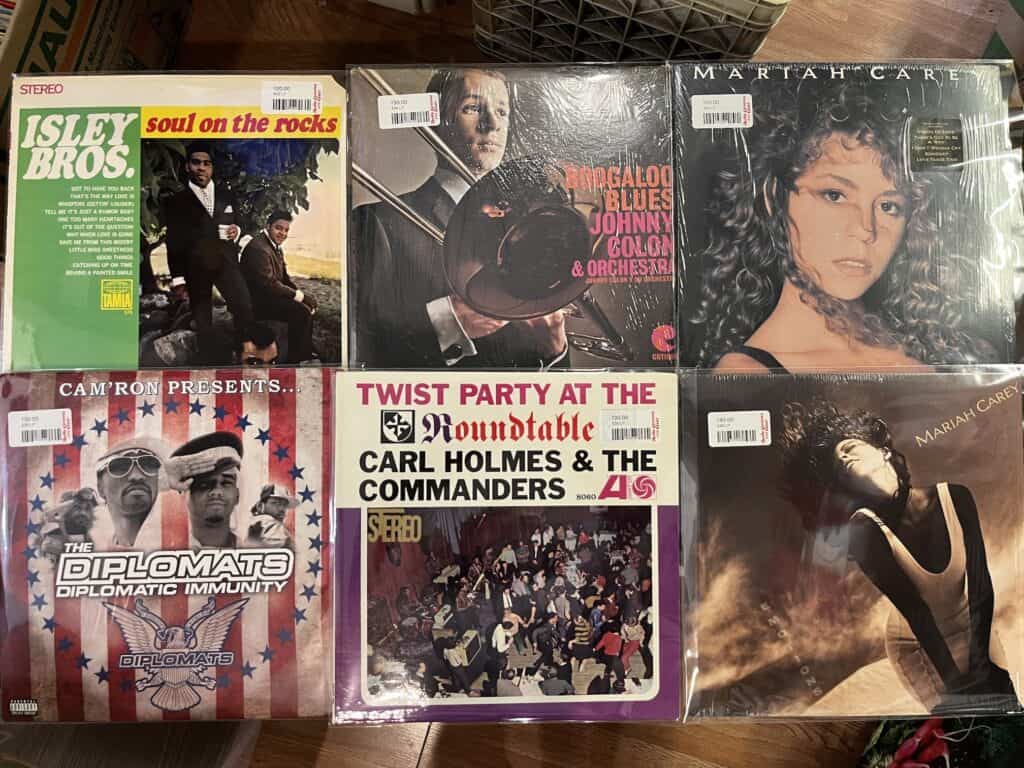 STEREO
ISLEY
BROS.
soul on the rocks
GOT TO HAVE YOU BACK
THAT'S THE WAY LOVE IS
WHISPERS (GETTIN' LOUDER)
TELL ME IT'S JUST A RUMOR BABY
ONE TOO MANY HEARTACHES
IT'S OUT OF THE QUESTION
WHY WHEN LOVE IS GONE
SAVE ME FROM THIS MISERY
LITTLE MISS SWEETNESS
GOOD THINGS
CATCHING UP ON TIME
BEHIND A PAINTED SMILE
TAMLA
BOOGALOO
BLUES
JOHNNY
COLON
& ORCHESTRA
JOHNNY COLON Y SU ORQUESTA
MARIAH CAREY
CAM'RON PRESENTS...
THE
DIPLOMATS
DIPLOMATIC IMMUNITY
DIPLOMATS
TWIST PARTY AT THE
Roundtable
CARL HOLMES & THE
COMMANDERS 8060 A
STEREO
MARIAH CAREY